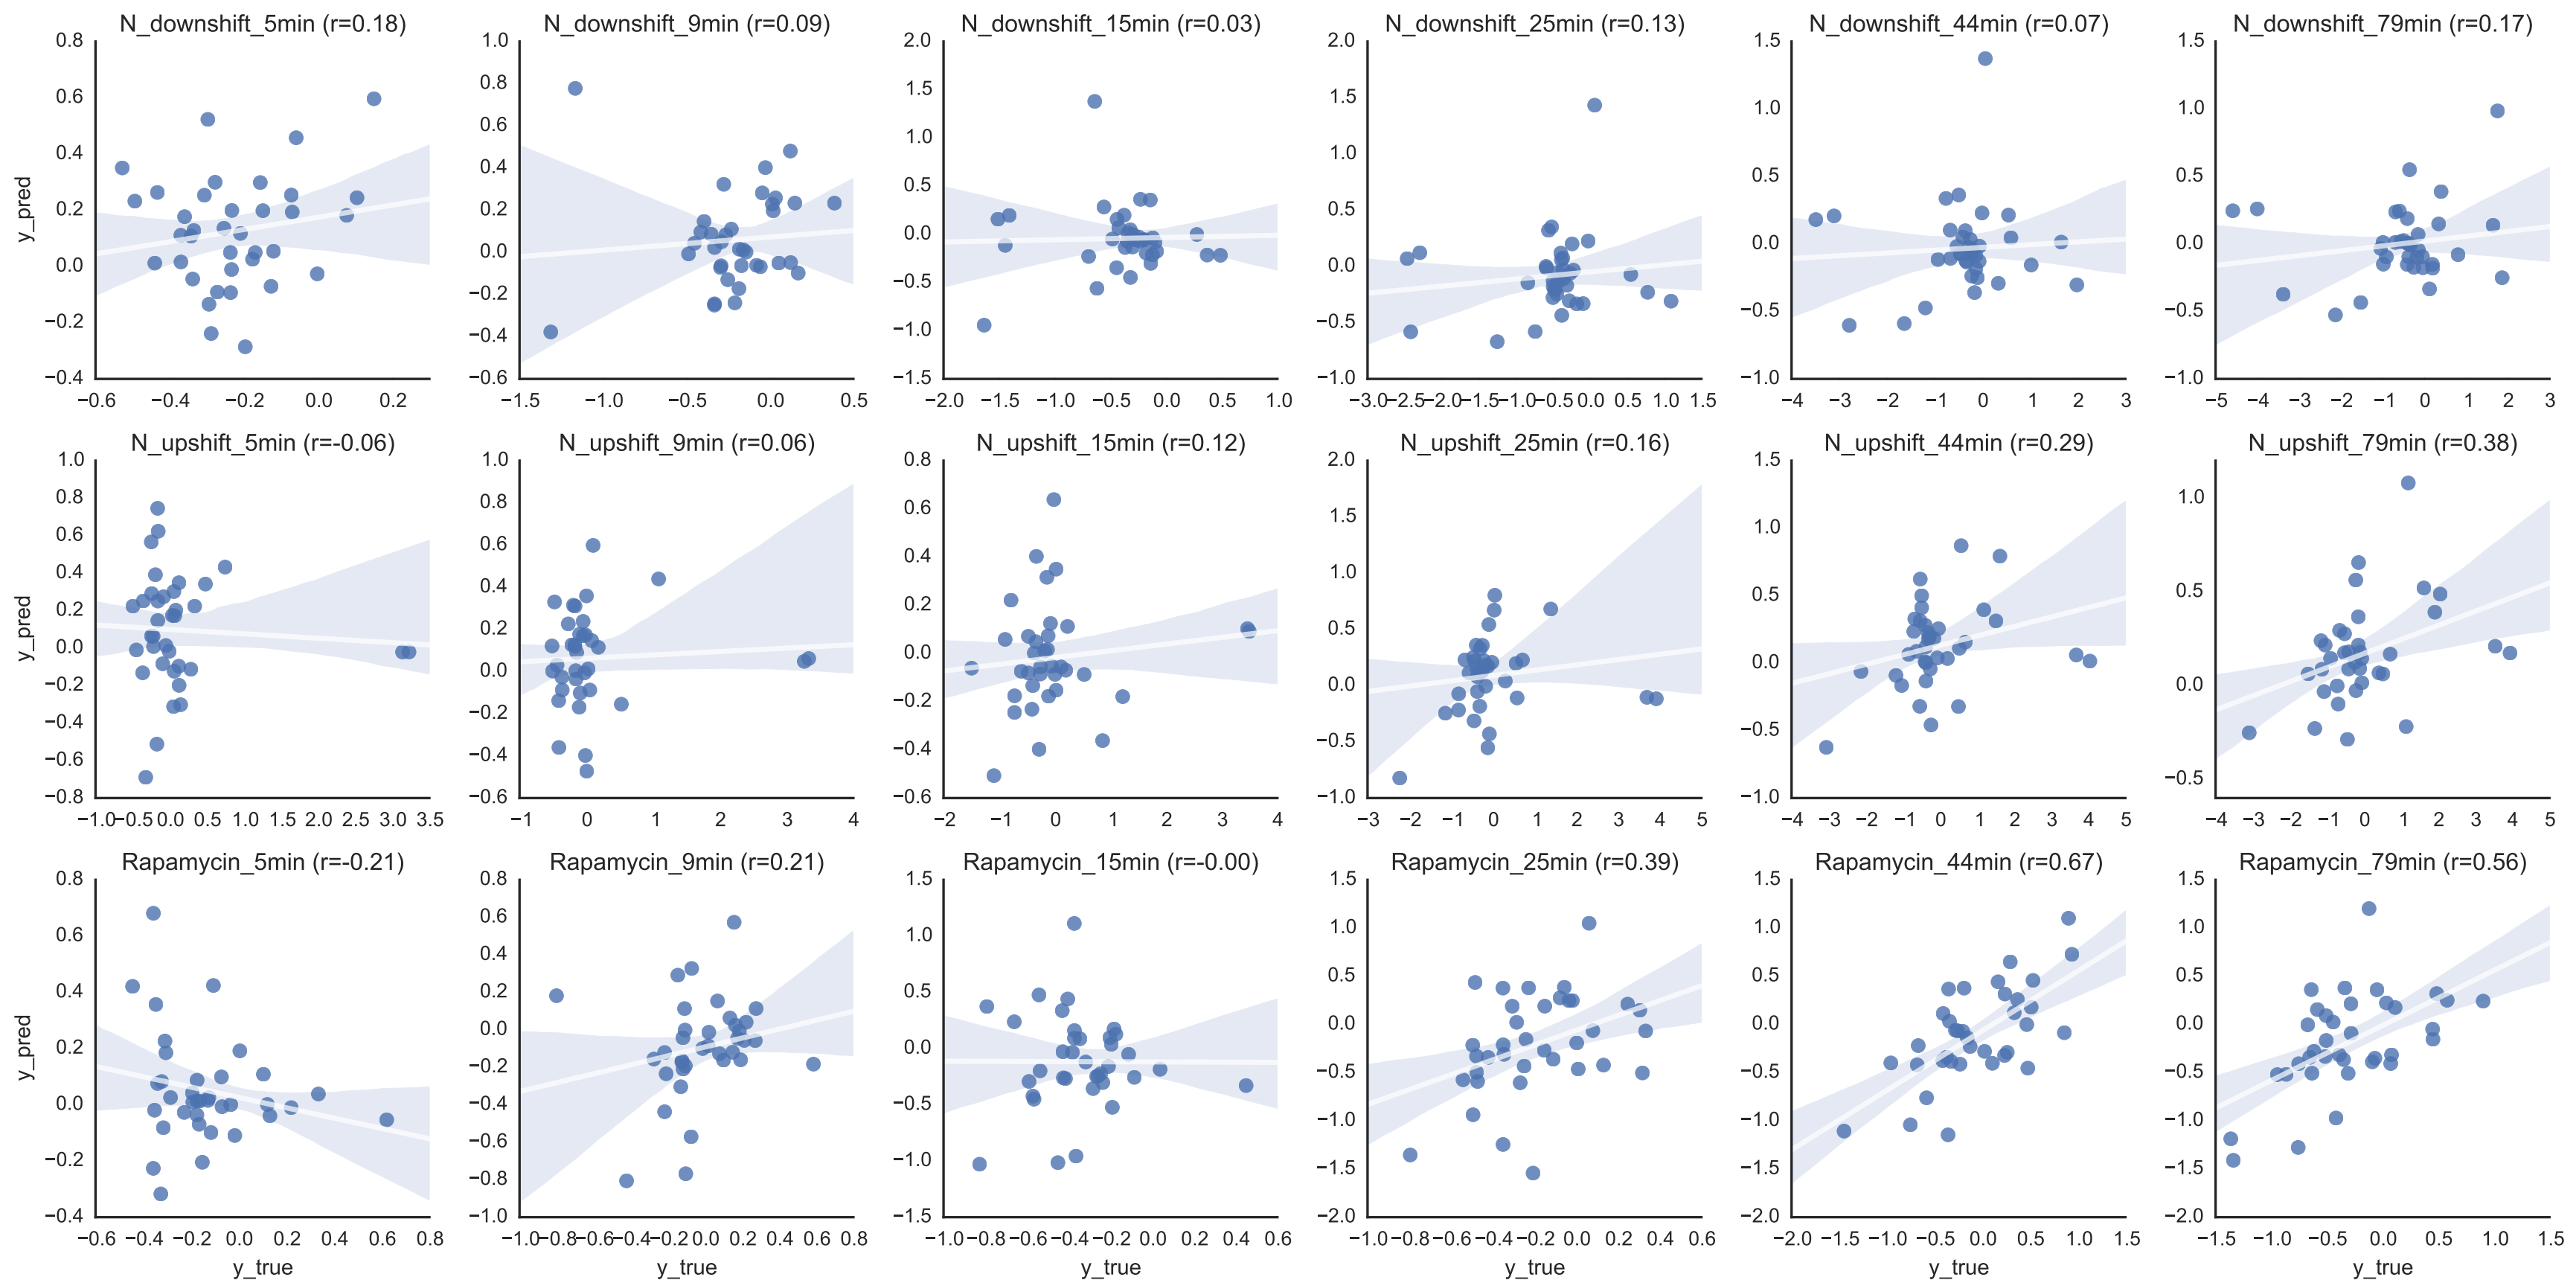 N_downshift_5min (r=0.18) N_downshift_9min (r=0.09) N_downshift_15min (r=0.03) N_downshift_25min (r=0.13) N_downshift_44min (r=0.07) N_downshift_79min (r=0.17)
0.8 1.0 2.0 2.0 1.5 1.5
0.6 0.8 1.5 1.5 1.0 1.0
0.4 0.6 1.0 1.0 0.5 0.5
0.2 0.4 0.5 0.5 0.0 0.0
0.0 0.2 0.0 0.0 −0.5 −0.5
−0.2 0.0 −0.5 −0.5 −1.0 −1.0
−0.4 −0.2 −1.0 −1.0
−0.4 −1.5
−0.6
y_pred
−0.6 −0.4 −0.2 0.0 0.2 −1.5 −1.0 −0.5 0.0 0.5 −2.0 −1.5 −1.0 −0.5 0.0 0.5 1.0 −3.0 −2.5 −2.0 −1.5 −1.0 −0.5 0.0 0.5 1.0 1.5 −4 −3 −2 −1 0 1 2 3 −5 −4 −3 −2 −1 0 1 2 3
N_upshift_5min (r=-0.06) N_upshift_9min (r=0.06) N_upshift_15min (r=0.12) N_upshift_25min (r=0.16) N_upshift_44min (r=0.29) N_upshift_79min (r=0.38)
1.0 1.0 0.8 2.0 1.5 1.0
0.8 0.8 0.6 1.5 1.0 0.5
0.6 0.6 0.4 1.0 0.5 0.0
0.4 0.4 0.2 0.5 0.0 −0.5
0.2 0.2 0.0 0.0 −0.5
0.0 0.0 −0.2 −0.5 −1.0
−0.2 −0.2 −0.4 −1.0
−0.4 −0.4 −0.6
−0.6 −0.6
−0.8
y_pred
−1.0 −0.5 0.0 0.5 1.0 1.5 2.0 2.5 3.0 3.5 −1 0 1 2 3 4 −2 −1 0 1 2 3 4 −3 −2 −1 0 1 2 3 4 5 −4 −3 −2 −1 0 1 2 3 4 5 −4 −3 −2 −1 0 1 2 3 4 5
Rapamycin_5min (r=-0.21) Rapamycin_9min (r=0.21) Rapamycin_15min (r=-0.00) Rapamycin_25min (r=0.39) Rapamycin_44min (r=0.67) Rapamycin_79min (r=0.56)
0.8 0.8 1.5 1.5 1.5 1.5
0.6 0.6 1.0 1.0 1.0 1.0
0.4 0.4 0.5 0.5 0.5 0.5
0.2 0.2 0.0 0.0 0.0 0.0
0.0 0.0 −0.5 −0.5 −0.5 −0.5
−0.2 −0.2 −1.0 −1.0 −1.0 −1.0
−0.4 −0.4 −1.5 −1.5 −1.5 −1.5
−0.6 −2.0 −2.0 −2.0
−0.8
−1.0
y_pred
−0.6 −0.4 −0.2 0.0 0.2 0.4 0.6 0.8 −1.0 −0.8 −0.6 −0.4 −0.2 0.0 0.2 0.4 0.6 0.8 −1.0 −0.8 −0.6 −0.4 −0.2 0.0 0.2 0.4 0.6 −1.0 −0.8 −0.6 −0.4 −0.2 0.0 0.2 0.4 0.6 −2.0 −1.5 −1.0 −0.5 0.0 0.5 1.0 1.5 −1.5 −1.0 −0.5 0.0 0.5 1.0 1.5
y_true y_true y_true y_true y_true y_true